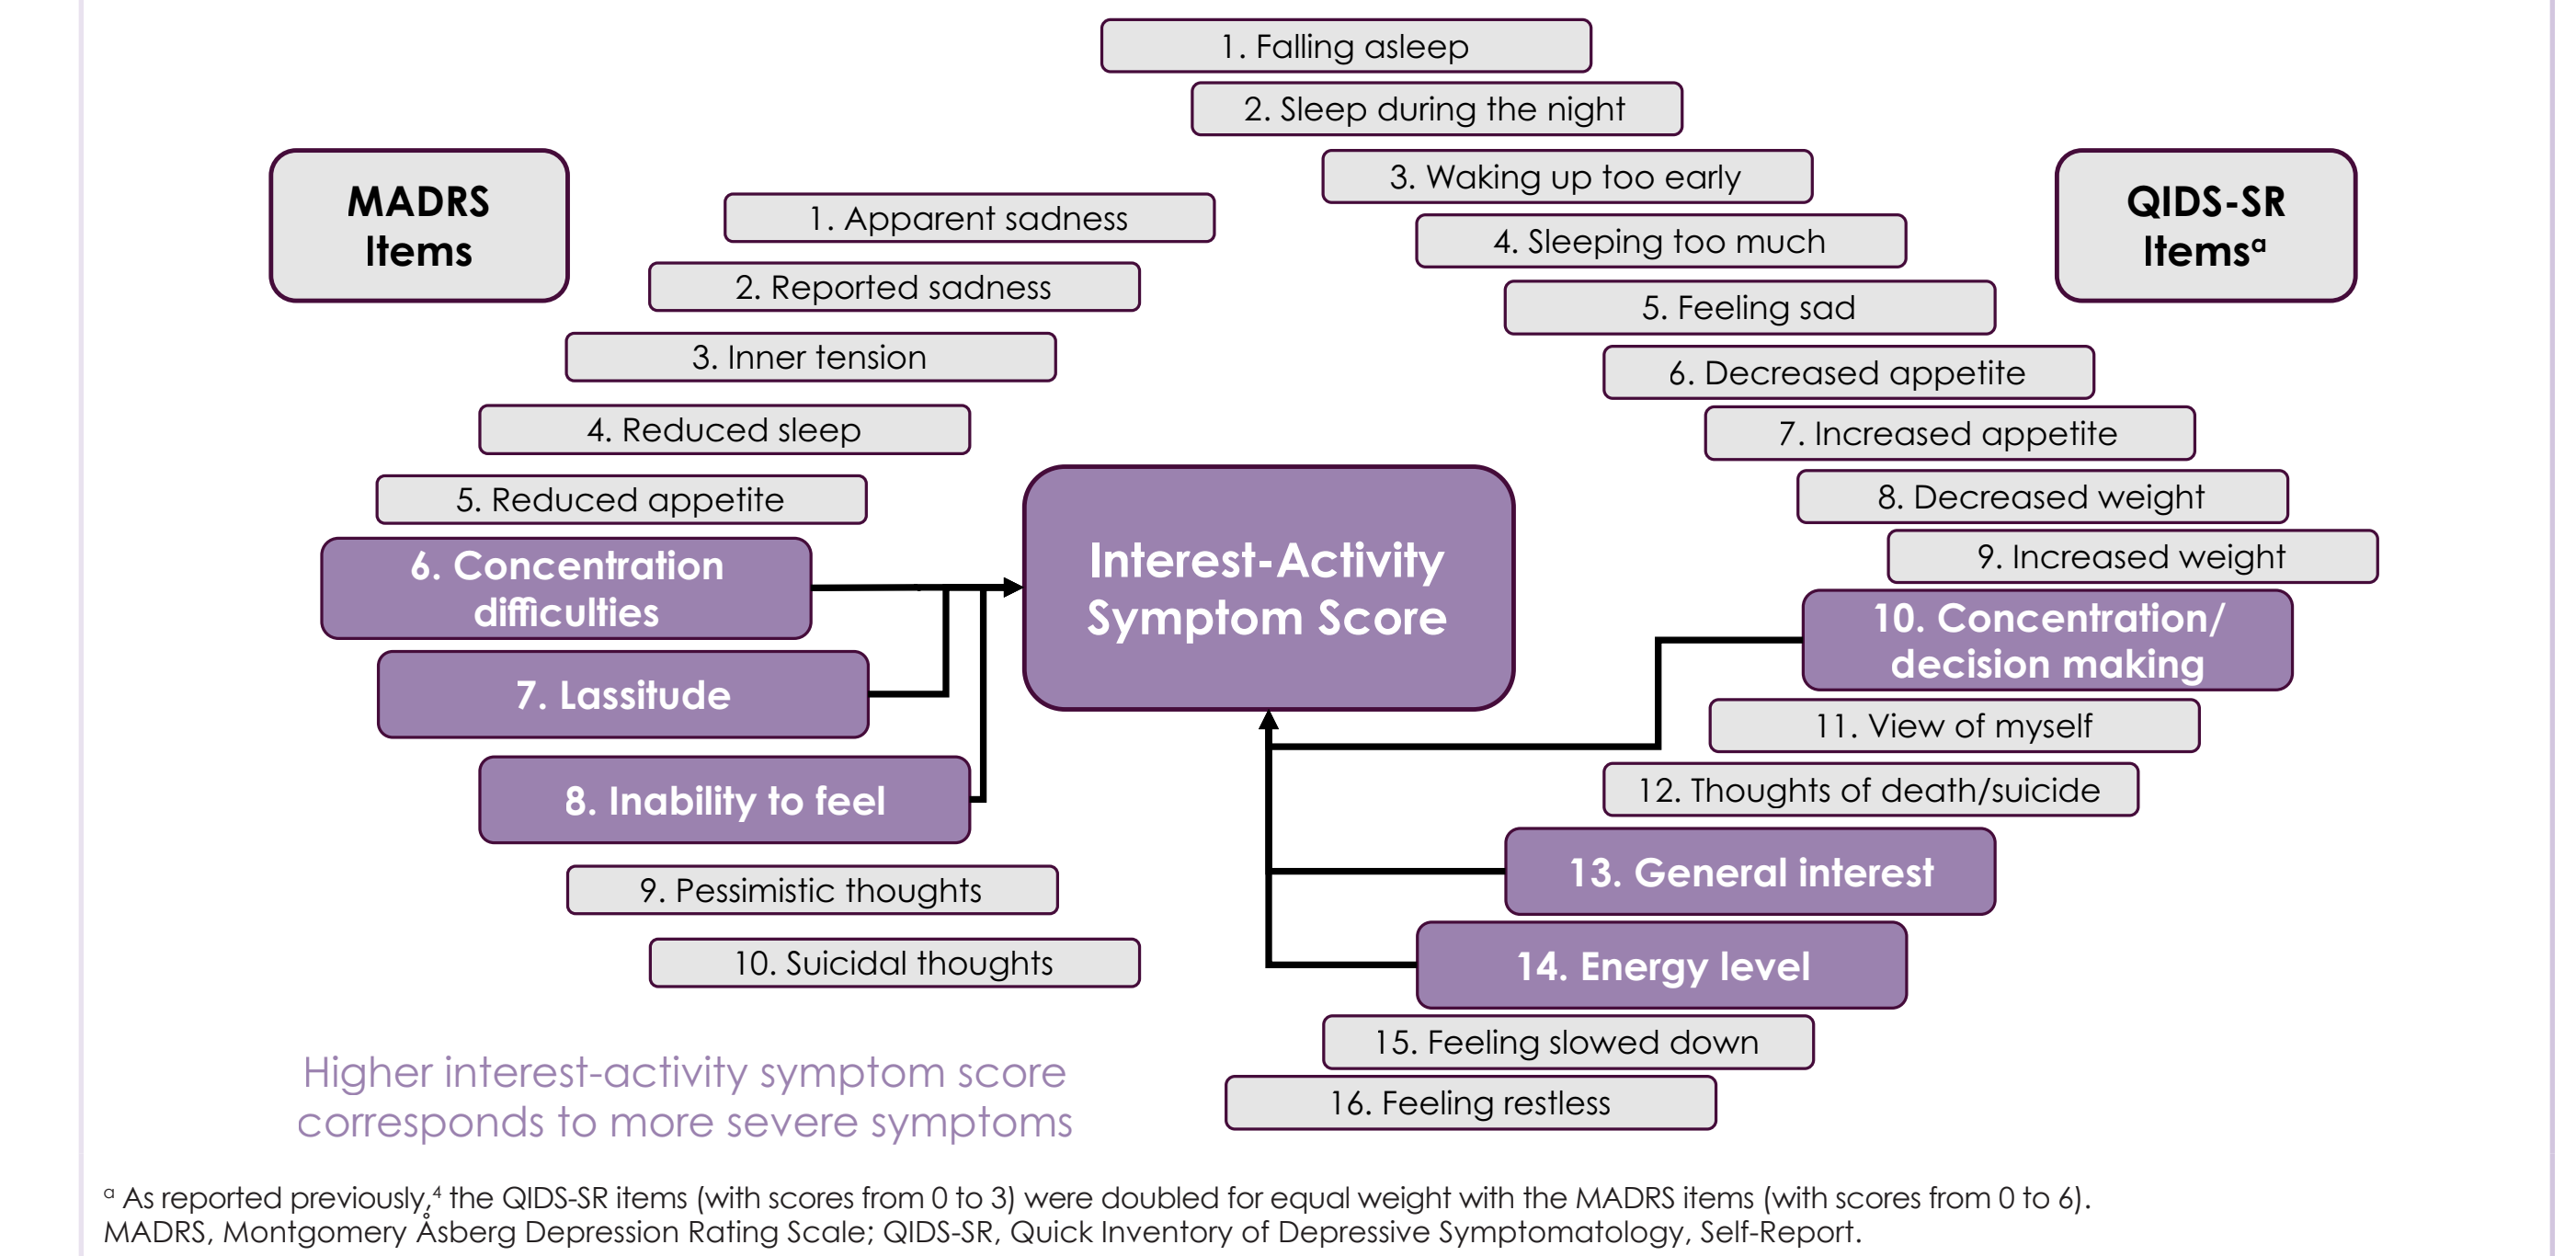 MADRS
Items
1. Apparent sadness
2. Reported sadness
3. Inner tension
4. Reduced sleep
5. Reduced appetite
6. Concentration
difficulties
7. Lassitude
8. Inability to feel
9. Pessimistic thoughts
10. Suicidal thoughts
Interest-Activity
Symptom Score
QIDS-SR
Itemsᵃ
1. Falling asleep
2. Sleep during the night
3. Waking up too early
4. Sleeping too much
5. Feeling sad
6. Decreased appetite
7. Increased appetite
8. Decreased weight
9. Increased weight
10. Concentration/
decision making
11. View of myself
12. Thoughts of death/suicide
13. General interest
14. Energy level
15. Feeling slowed down
16. Feeling restless
Higher interest-activity symptom score
corresponds to more severe symptoms
ᵃ As reported previously,⁴ the QIDS-SR items (with scores from 0 to 3) were doubled for equal weight with the MADRS items (with scores from 0 to 6).
MADRS, Montgomery Åsberg Depression Rating Scale; QIDS-SR, Quick Inventory of Depressive Symptomatology, Self-Report.